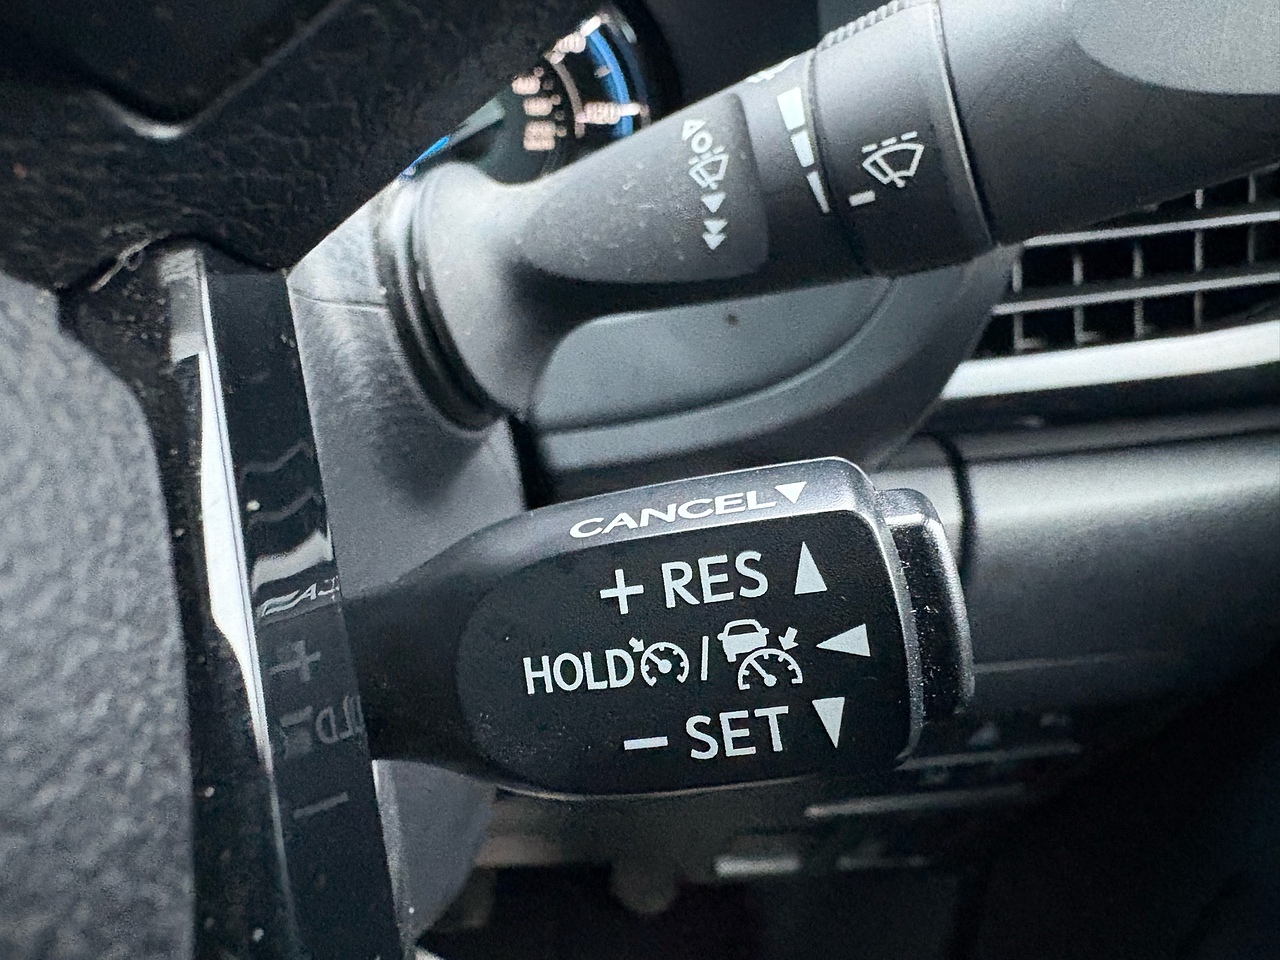 CANCEL
+ RES
HOLD /
− SET